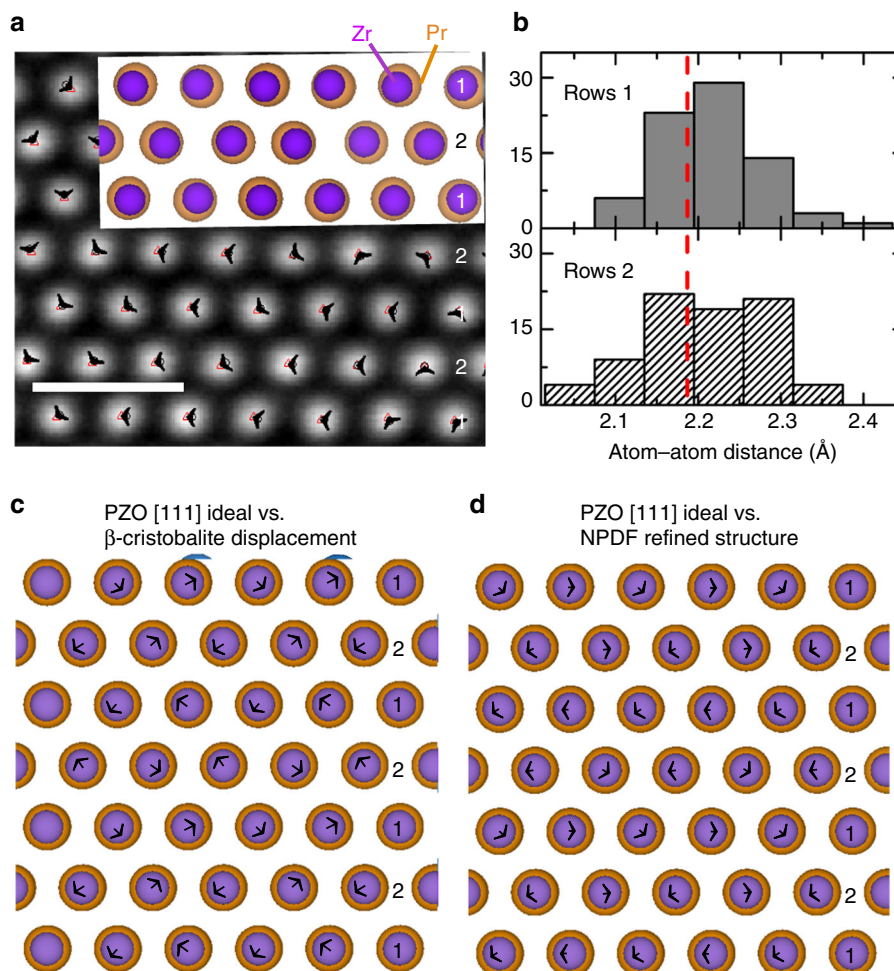 a
Zr
Pr
1
2
1
2
1
2
1
b
30
Rows 1
15
0
30
Rows 2
15
0
2.1
2.2
2.3
2.4
Atom–atom distance (Å)
c
PZO [111] ideal vs.
β-cristobalite displacement
1
2
1
2
1
2
1
d
PZO [111] ideal vs.
NPDF refined structure
1
2
1
2
1
2
1